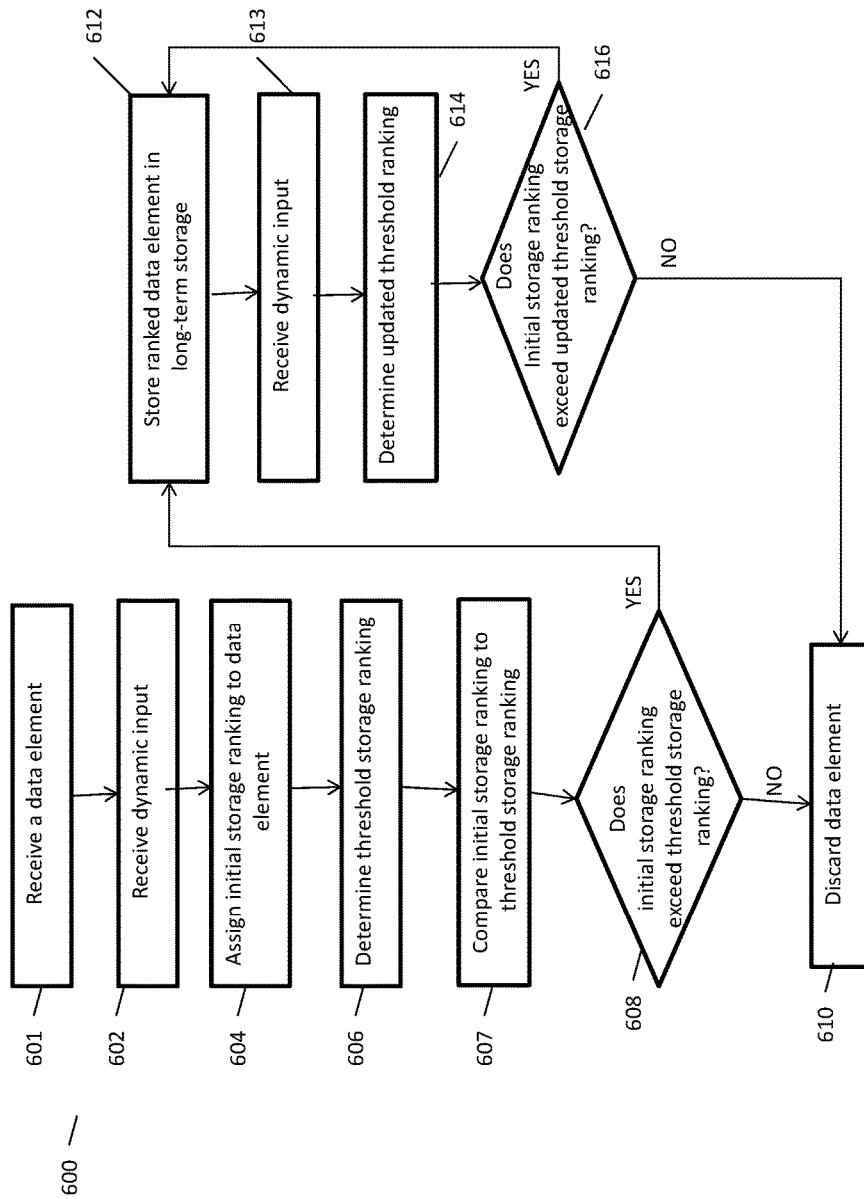 600
601
Receive a data element
602
Receive dynamic input
604
Assign initial storage ranking to data
element
606
Determine threshold storage ranking
607
Compare initial storage ranking to
threshold storage ranking
608
Does
initial storage ranking
exceed threshold storage
ranking?
YES
NO
610
Discard data element
612
Store ranked data element in
long-term storage
613
Receive dynamic input
614
Determine updated threshold ranking
616
Does
Initial storage ranking
exceed updated threshold storage
ranking?
YES
NO